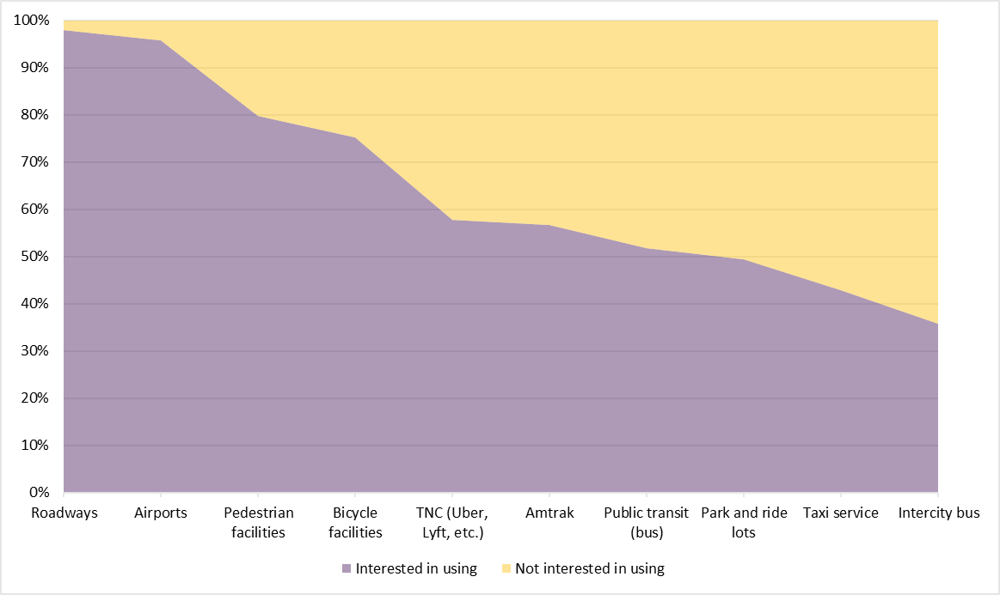 100%
90%
80%
70%
60%
50%
40%
30%
20%
10%
0%
Roadways
Airports
Pedestrian
facilities
Bicycle
facilities
TNC (Uber,
Lyft, etc.)
Amtrak
Public transit
(bus)
Park and ride
lots
Taxi service
Intercity bus
Interested in using
Not interested in using